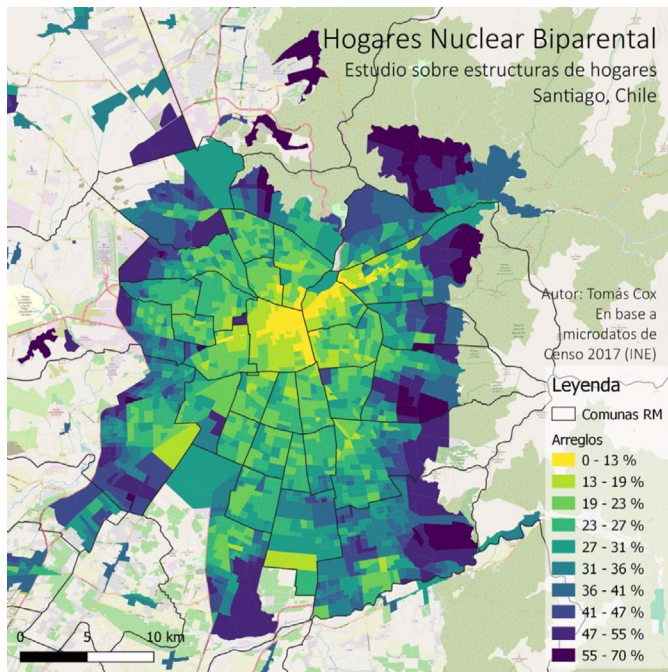 Hogares Nuclear Biparental
Estudio sobre estructuras de hogares
Santiago, Chile
Autor: Tomás Cox
En base a
microdatos de
Censo 2017 (INE)
Leyenda
Comunas RM
Arreglos
0 - 13 %
13 - 19 %
19 - 23 %
23 - 27 %
27 - 31 %
31 - 36 %
36 - 41 %
41 - 47 %
47 - 55 %
55 - 70 %
0 5 10 km